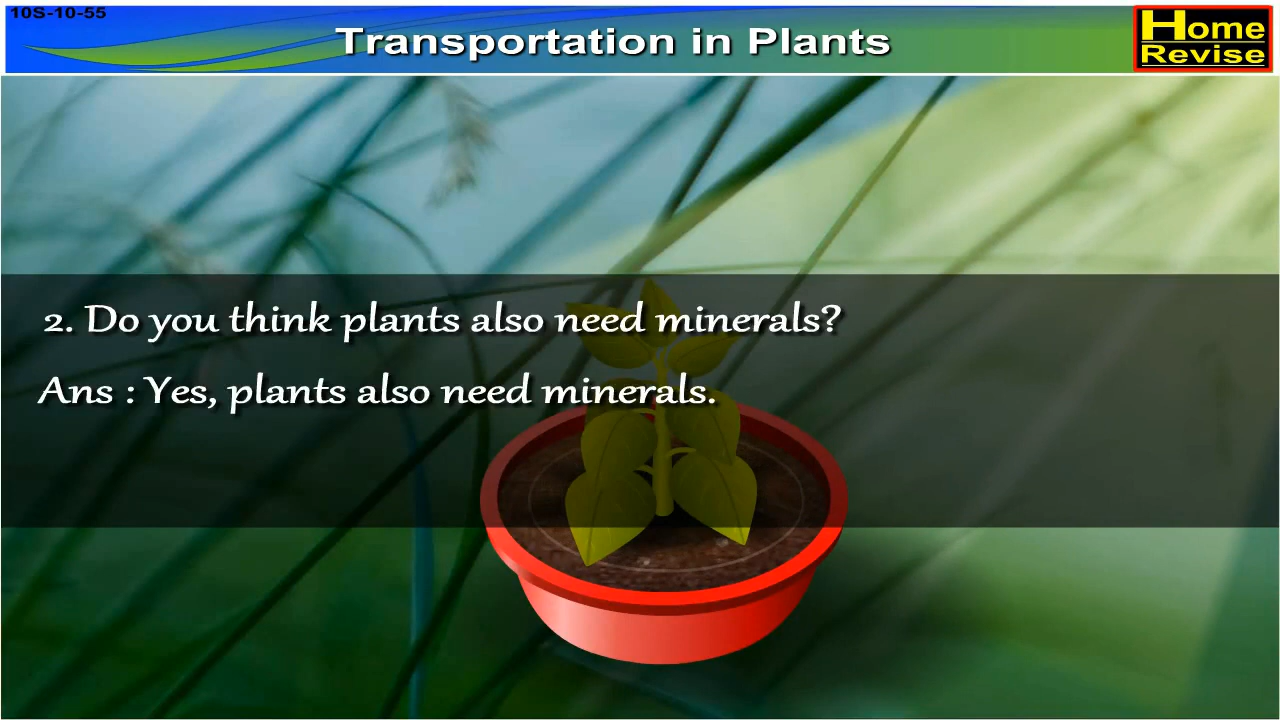 10S-10-55
Transportation in Plants
Home
Revise
2. Do you think plants also need minerals?
Ans : Yes, plants also need minerals.